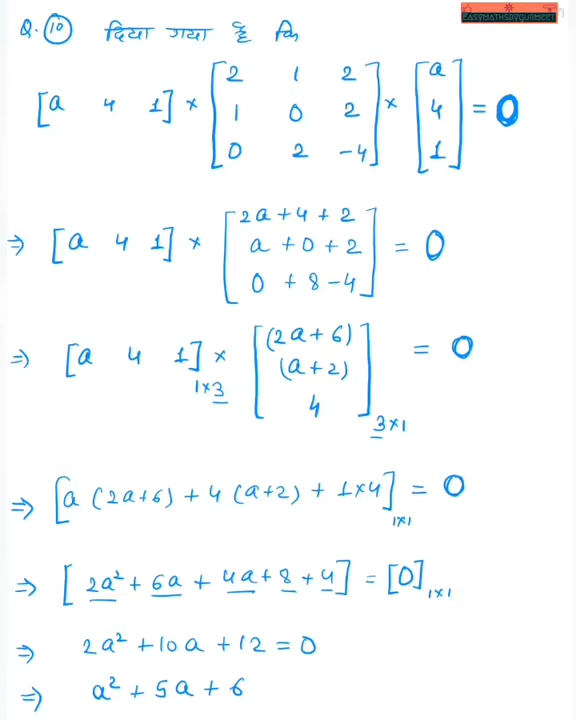 EASYMATHSBYGURMEET
Q. 10 दिया गया है कि
[a 4 1] × [2 1 2; 1 0 2; 0 2 -4] × [a; 4; 1] = 0
⇒ [a 4 1] × [2a+4+2; a+0+2; 0+8-4] = 0
⇒ [a 4 1]1×3 × [(2a+6); (a+2); 4]3×1 = 0
⇒ [a (2a+6) + 4 (a+2) + 1×4]1×1 = 0
⇒ [2a² + 6a + 4a + 8 + 4] = [0]1×1
⇒ 2a² + 10a + 12 = 0
⇒ a² + 5a + 6